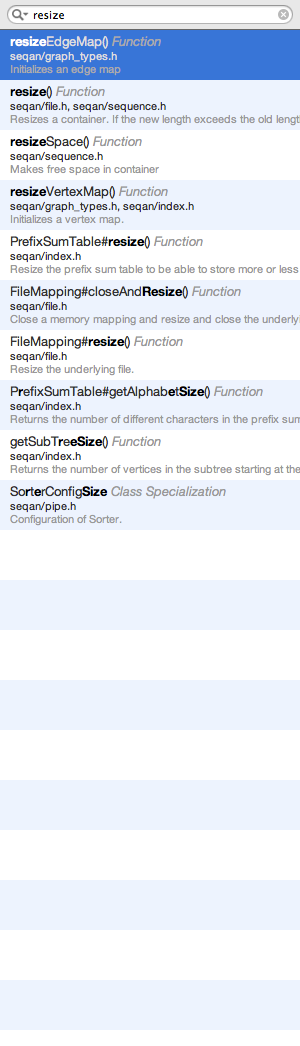 resize
resizeEdgeMap() Function
seqan/graph_types.h
Initializes an edge map
resize() Function
seqan/file.h, seqan/sequence.h
Resizes a container. If the new length exceeds the old length
resizeSpace() Function
seqan/sequence.h
Makes free space in container
resizeVertexMap() Function
seqan/graph_types.h, seqan/index.h
Initializes a vertex map.
PrefixSumTable#resize() Function
seqan/index.h
Resize the prefix sum table to be able to store more or less
FileMapping#closeAndResize() Function
seqan/file.h
Close a memory mapping and resize and close the underlyi
FileMapping#resize() Function
seqan/file.h
Resize the underlying file.
PrefixSumTable#getAlphabetSize() Function
seqan/index.h
Returns the number of different characters in the prefix sum
getSubTreeSize() Function
seqan/index.h
Returns the number of vertices in the subtree starting at the
SorterConfigSize Class Specialization
seqan/pipe.h
Configuration of Sorter.